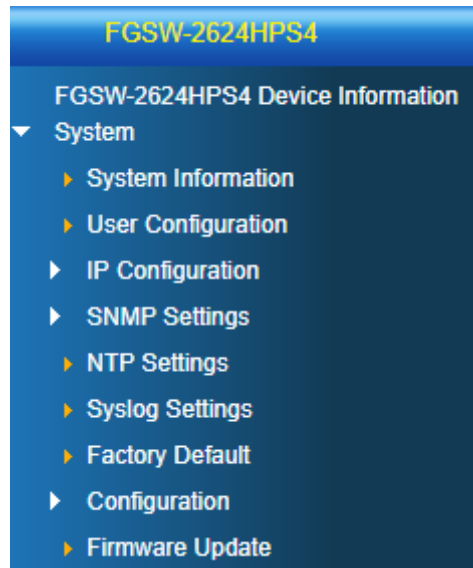 FGSW-2624HPS4
FGSW-2624HPS4 Device Information
System
System Information
User Configuration
IP Configuration
SNMP Settings
NTP Settings
Syslog Settings
Factory Default
Configuration
Firmware Update